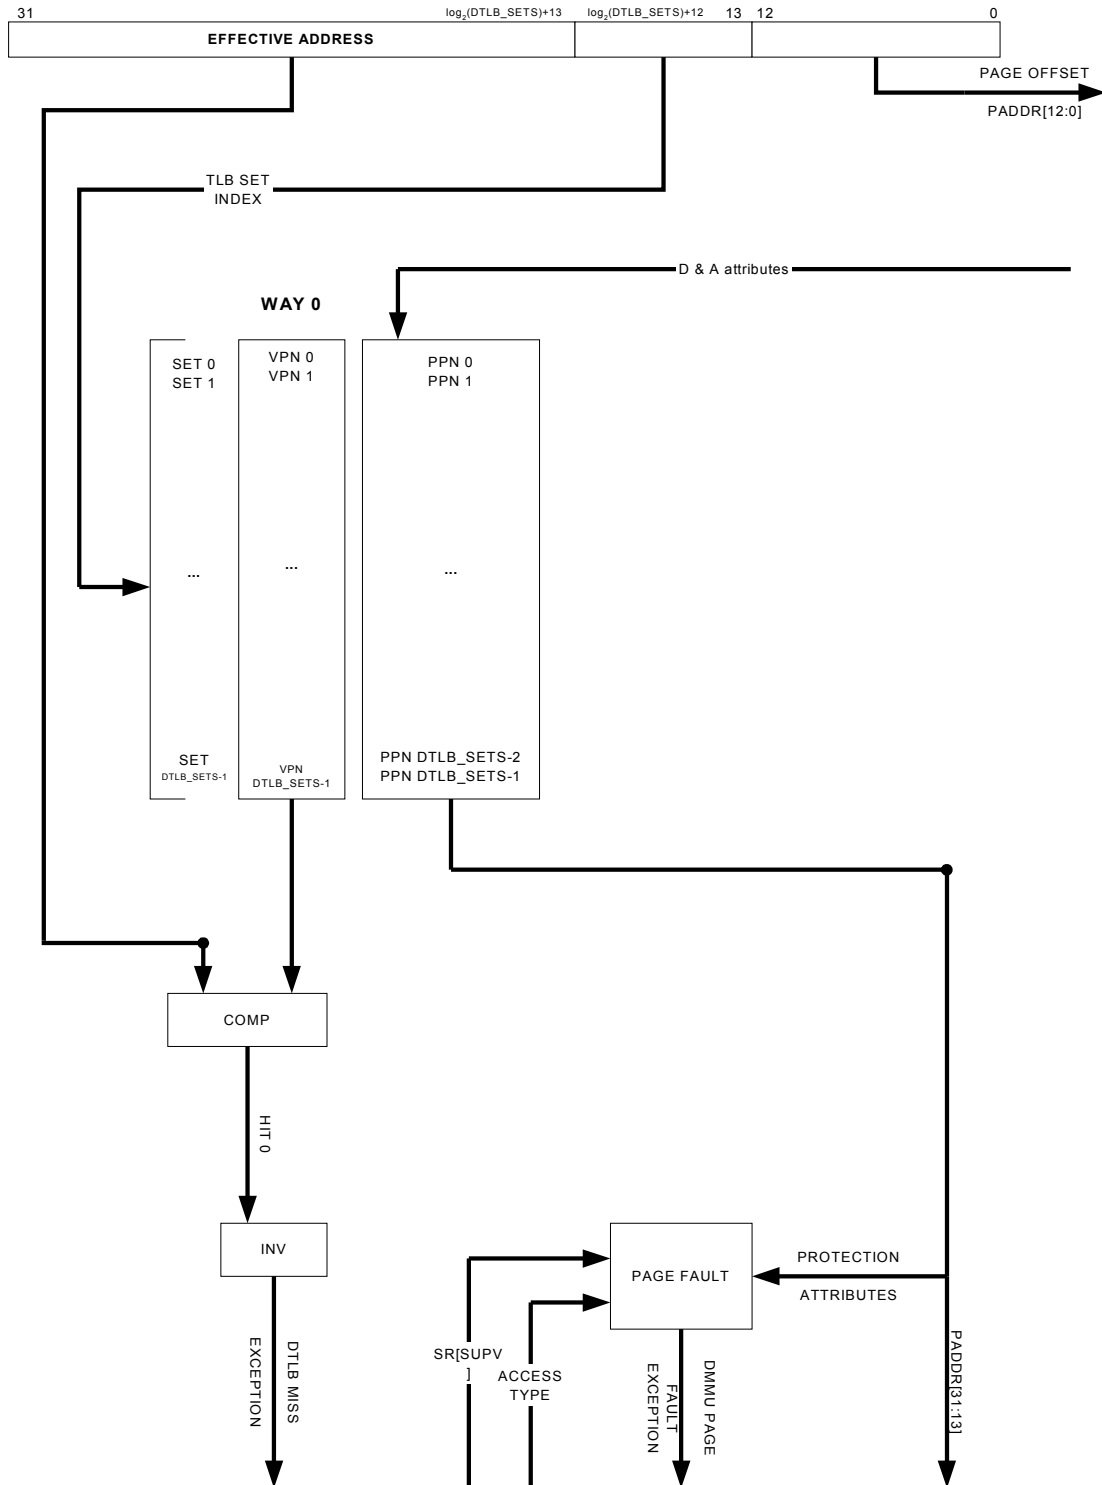 31
log2(DTLB_SETS)+13
log2(DTLB_SETS)+12
13
12
0
EFFECTIVE ADDRESS
PAGE OFFSET
PADDR[12:0]
TLB SET
INDEX
D & A attributes
WAY 0
SET 0
SET 1
VPN 0
VPN 1
PPN 0
PPN 1
...
...
...
SET
DTLB_SETS-1
VPN
DTLB_SETS-1
PPN DTLB_SETS-2
PPN DTLB_SETS-1
COMP
HIT 0
INV
PAGE FAULT
PROTECTION
ATTRIBUTES
DTLB MISS
EXCEPTION
SR[SUPV
]
ACCESS
TYPE
DMMU PAGE
FAULT
EXCEPTION
PADDR[31:13]